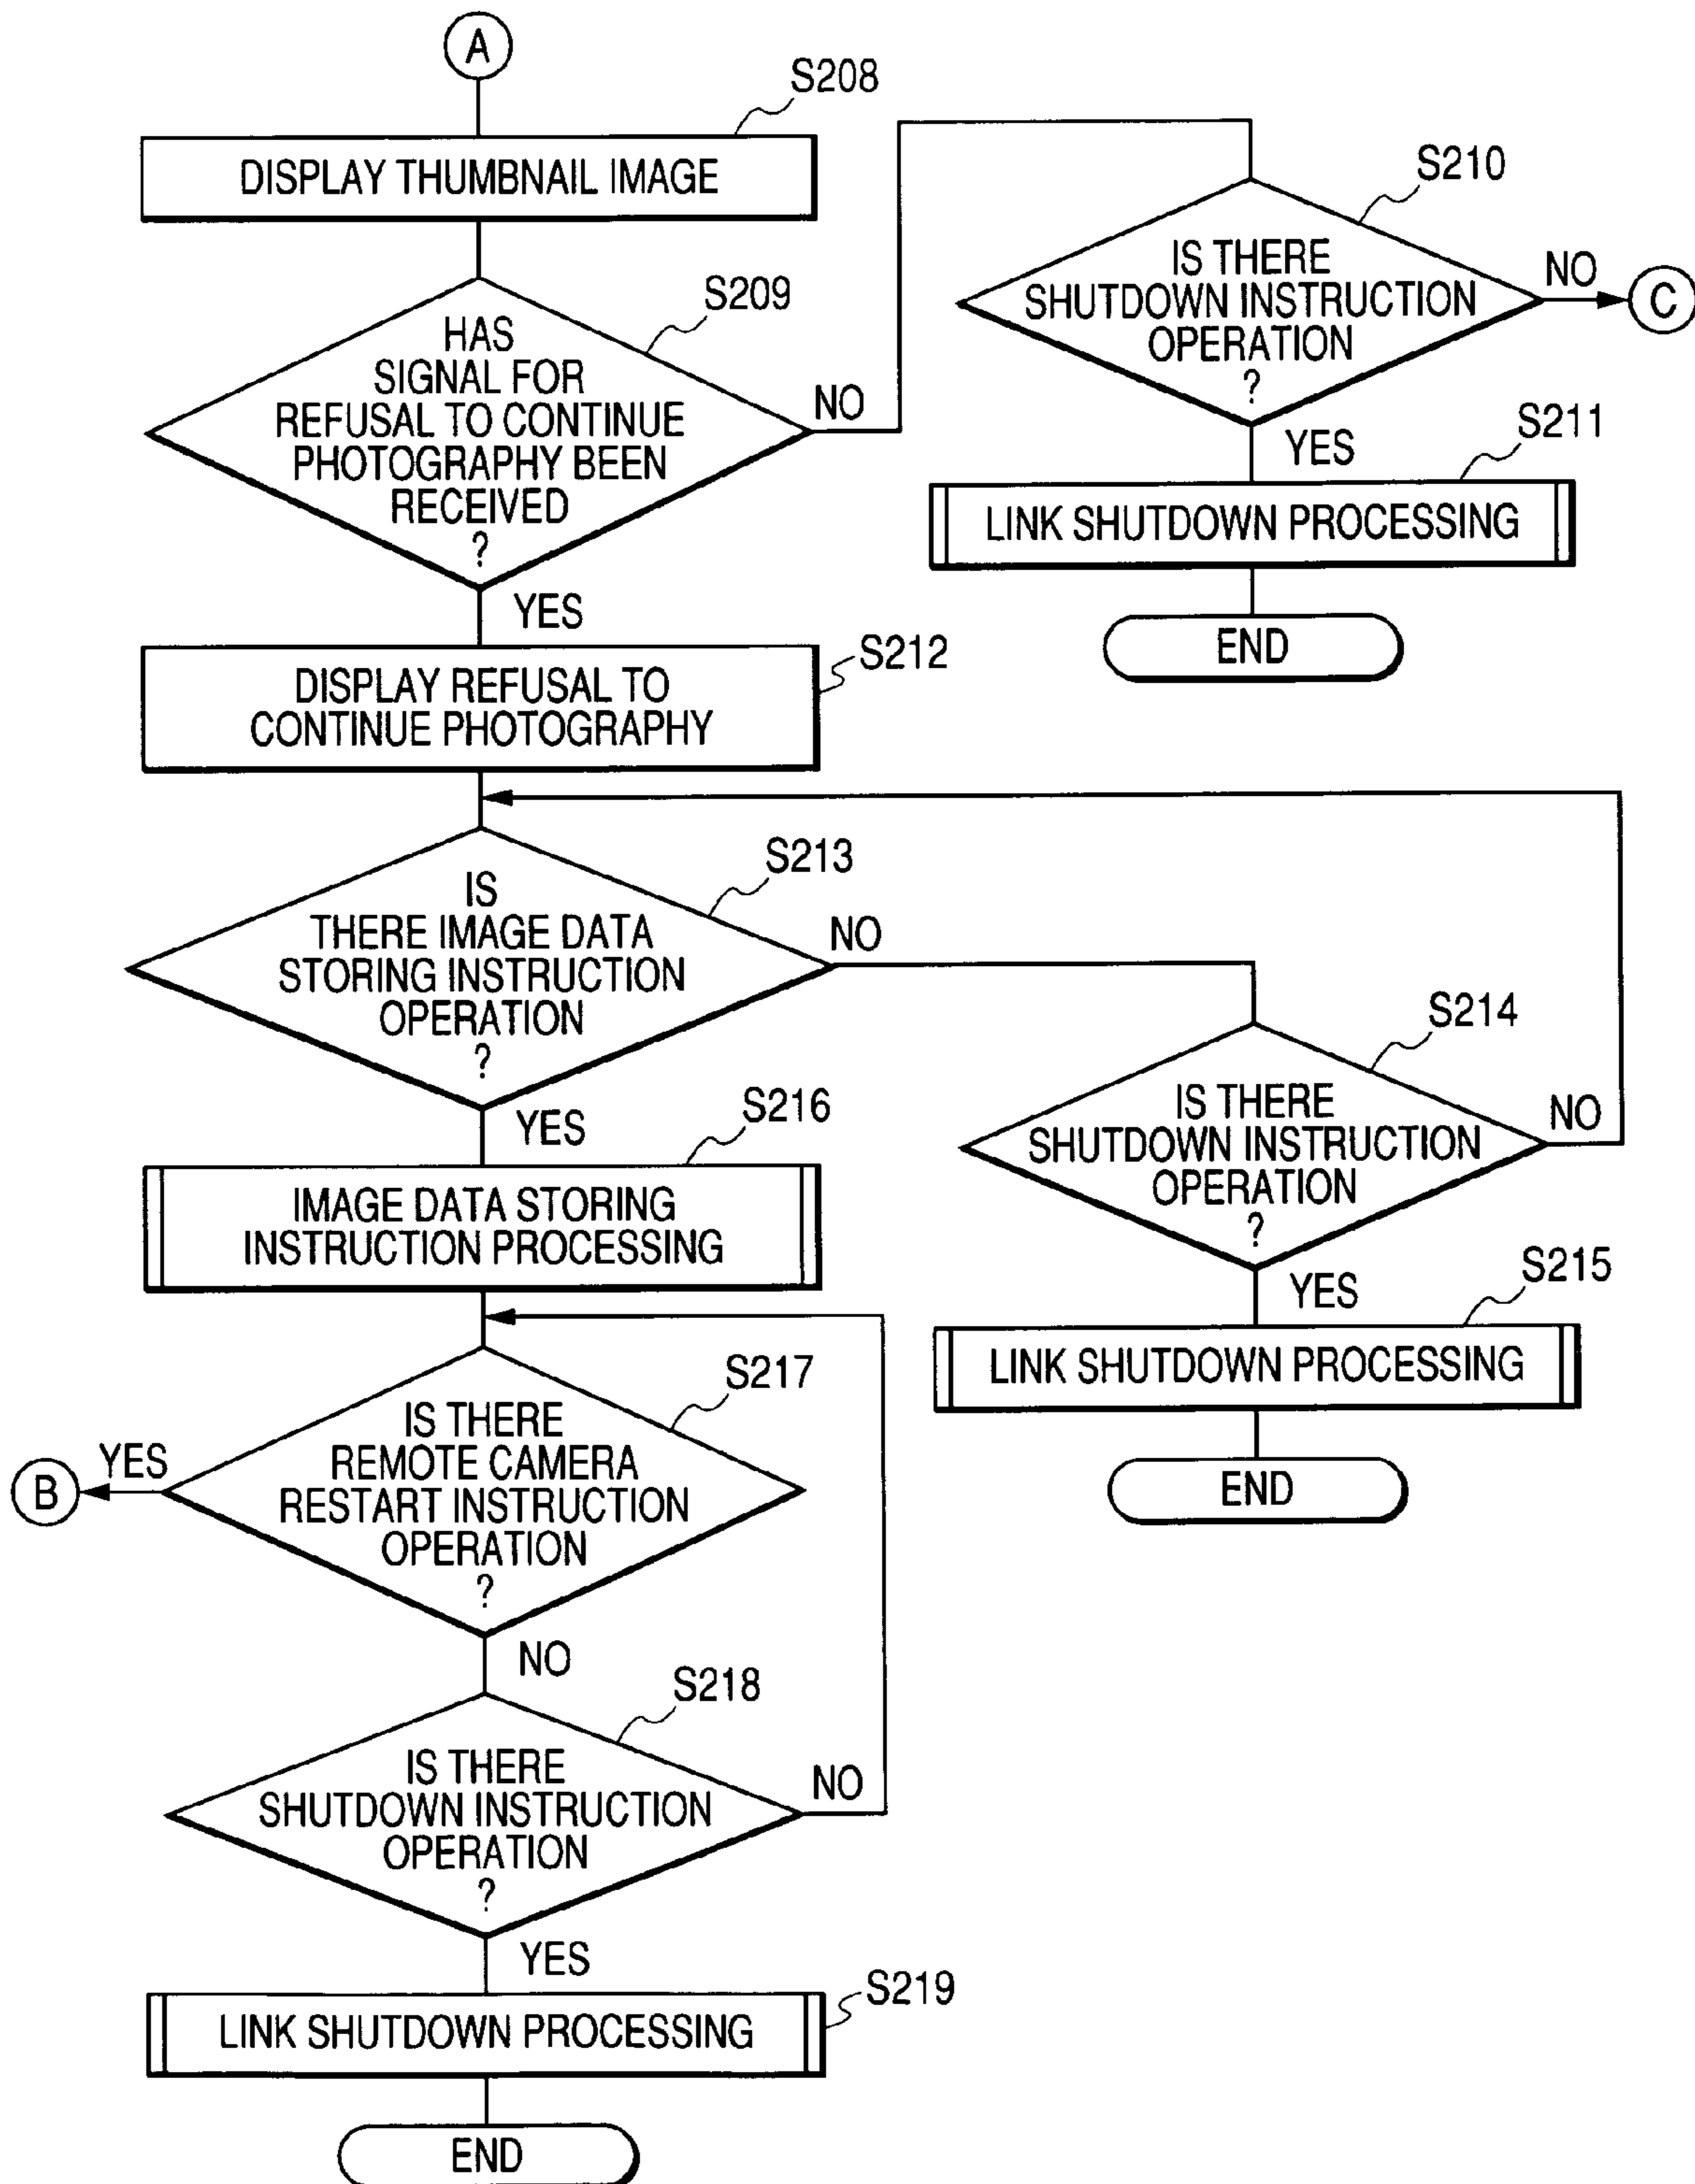 A
S208
DISPLAY THUMBNAIL IMAGE
S209
HAS
SIGNAL FOR
REFUSAL TO CONTINUE
PHOTOGRAPHY BEEN
RECEIVED
?
NO
YES
S210
IS THERE
SHUTDOWN INSTRUCTION
OPERATION
?
NO
C
YES
S211
LINK SHUTDOWN PROCESSING
END
S212
DISPLAY REFUSAL TO
CONTINUE PHOTOGRAPHY
S213
IS
THERE IMAGE DATA
STORING INSTRUCTION
OPERATION
?
NO
YES
S214
IS THERE
SHUTDOWN INSTRUCTION
OPERATION
?
NO
YES
S215
LINK SHUTDOWN PROCESSING
END
S216
IMAGE DATA STORING
INSTRUCTION PROCESSING
S217
IS THERE
REMOTE CAMERA
RESTART INSTRUCTION
OPERATION
?
YES
B
NO
S218
IS THERE
SHUTDOWN INSTRUCTION
OPERATION
?
NO
YES
S219
LINK SHUTDOWN PROCESSING
END